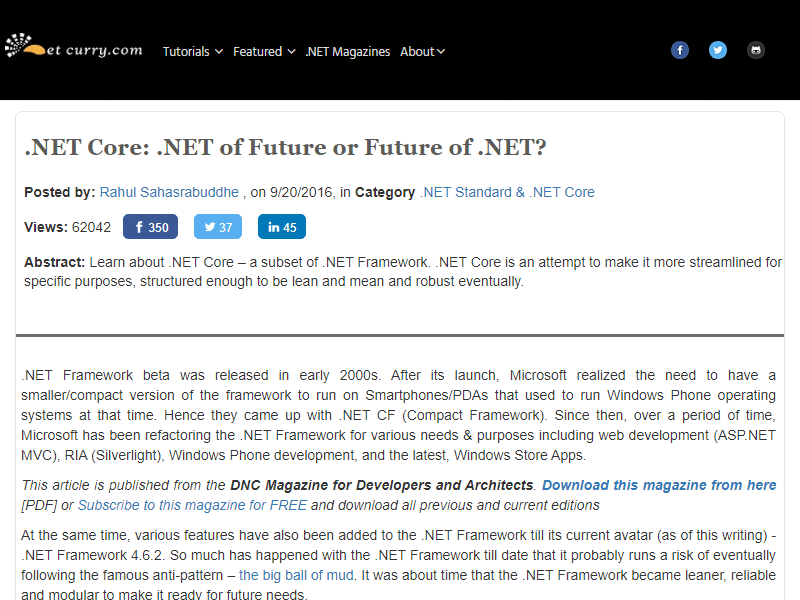 et curry.com
Tutorials Featured .NET Magazines About
.NET Core: .NET of Future or Future of .NET?
Posted by: Rahul Sahasrabuddhe , on 9/20/2016, in Category .NET Standard & .NET Core
Views: 62042 350 37 45
Abstract: Learn about .NET Core – a subset of .NET Framework. .NET Core is an attempt to make it more streamlined for
specific purposes, structured enough to be lean and mean and robust eventually.
.NET Framework beta was released in early 2000s. After its launch, Microsoft realized the need to have a
smaller/compact version of the framework to run on Smartphones/PDAs that used to run Windows Phone operating
systems at that time. Hence they came up with .NET CF (Compact Framework). Since then, over a period of time,
Microsoft has been refactoring the .NET Framework for various needs & purposes including web development (ASP.NET
MVC), RIA (Silverlight), Windows Phone development, and the latest, Windows Store Apps.
This article is published from the DNC Magazine for Developers and Architects. Download this magazine from here
[PDF] or Subscribe to this magazine for FREE and download all previous and current editions
At the same time, various features have also been added to the .NET Framework till its current avatar (as of this writing) -
.NET Framework 4.6.2. So much has happened with the .NET Framework till date that it probably runs a risk of eventually
following the famous anti-pattern – the big ball of mud. It was about time that the .NET Framework became leaner, reliable
and modular to make it ready for future needs.